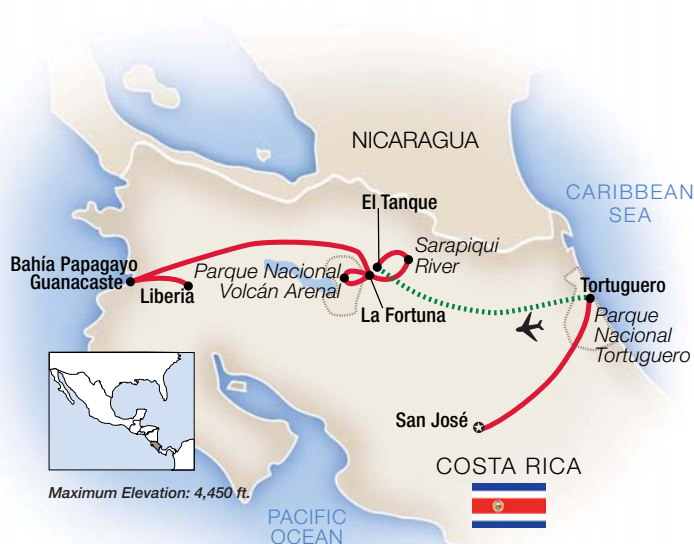 NICARAGUA
CARIBBEAN
SEA
El Tanque
Sarapiqui
River
Bahía Papagayo
Guanacaste
Liberia
Parque Nacional
Volcán Arenal
La Fortuna
Tortuguero
Parque
Nacional
Tortuguero
San José
COSTA RICA
Maximum Elevation: 4,450 ft.
PACIFIC
OCEAN